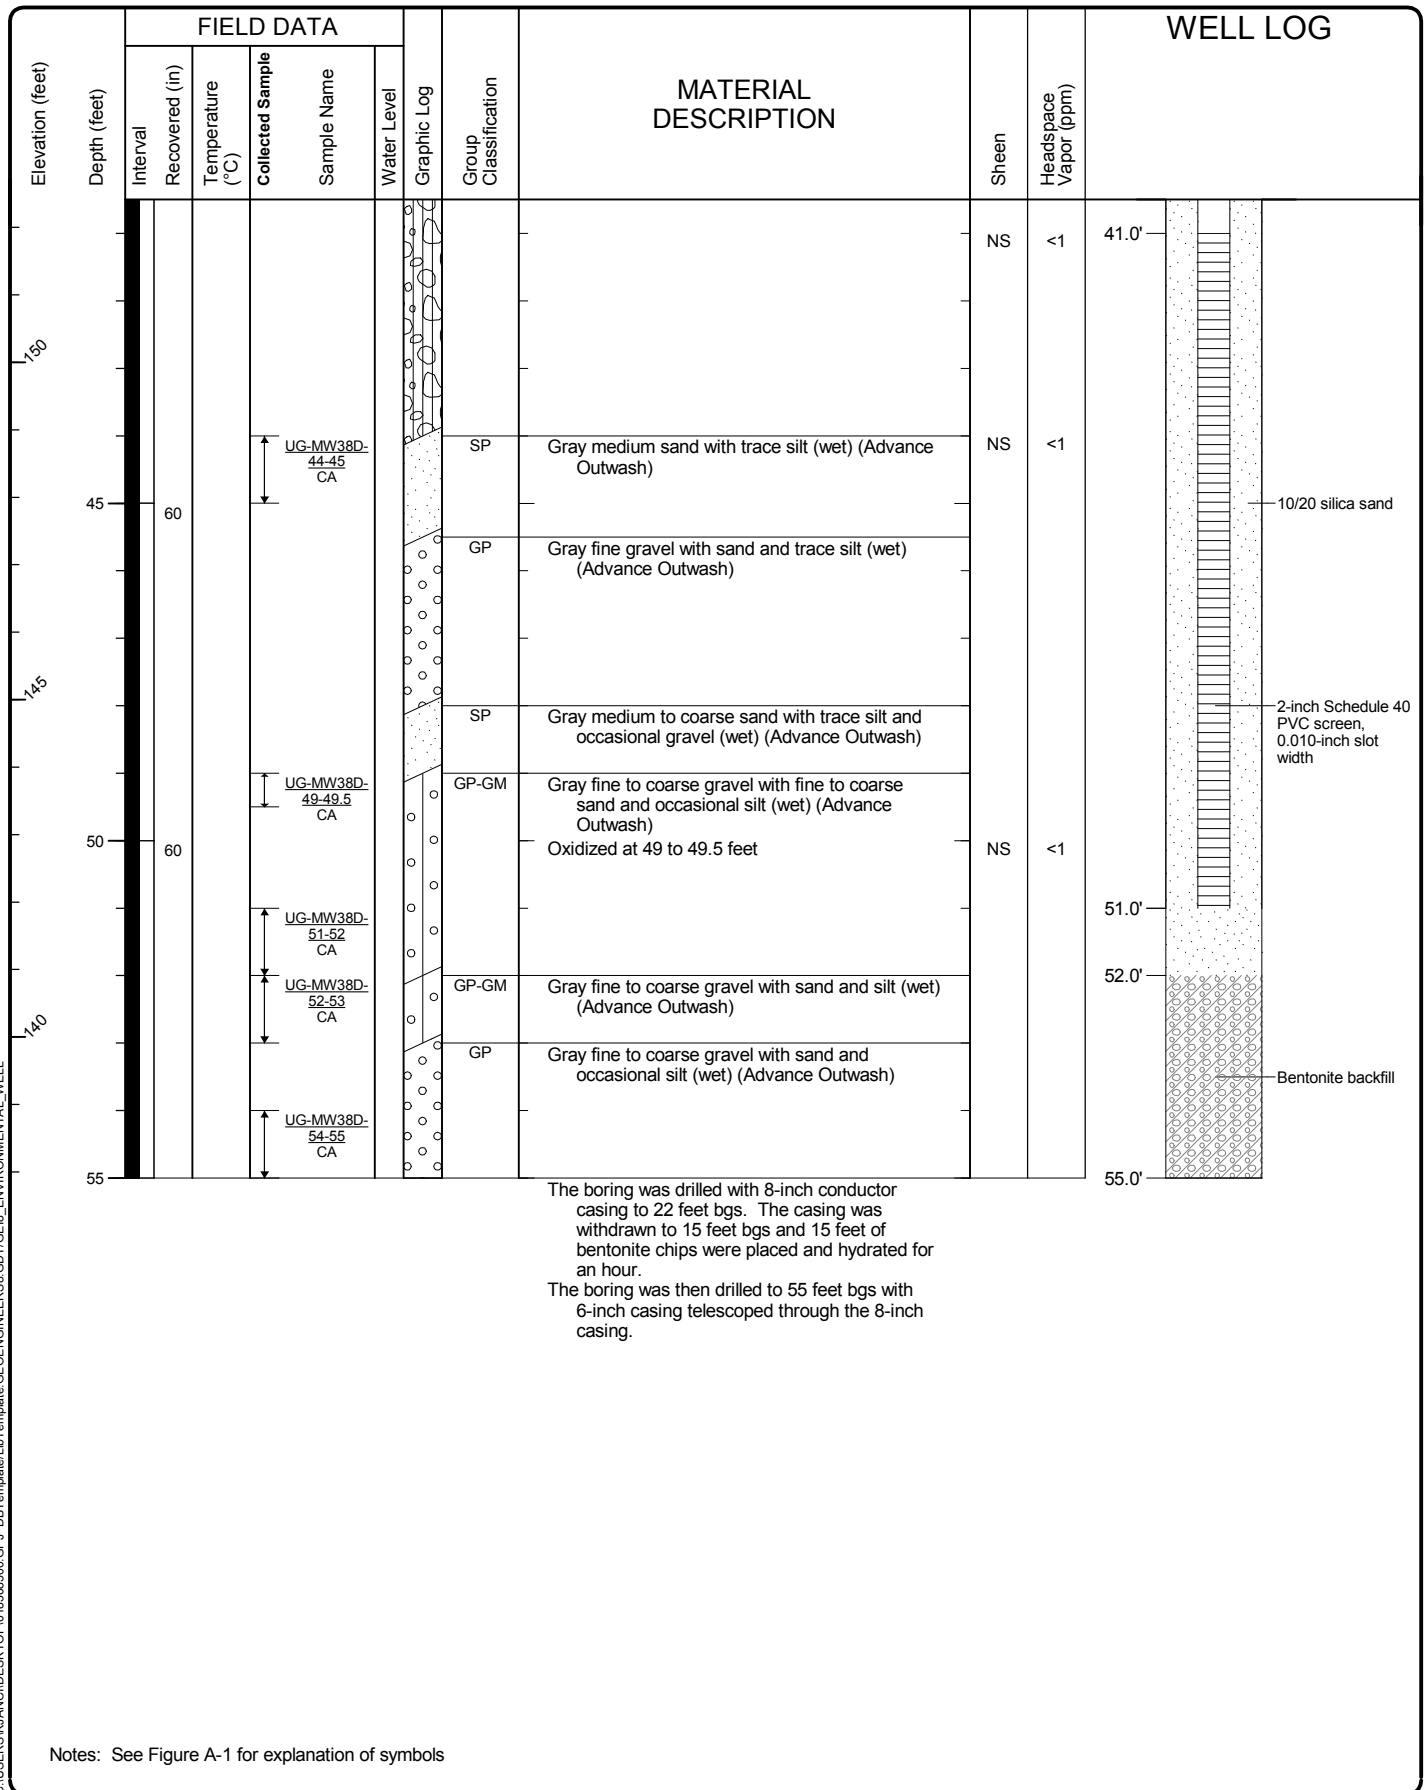 FIELD DATA
WELL LOG
Elevation (feet)
Depth (feet)
Interval
Recovered (in)
Temperature
(°C)
Collected Sample
Sample Name
Water Level
Graphic Log
Group
Classification
MATERIAL
DESCRIPTION
Sheen
Headspace
Vapor (ppm)
NS
<1
41.0'
150
UG-MW38D-
44-45
CA
SP
Gray medium sand with trace silt (wet) (Advance
Outwash)
NS
<1
45
60
10/20 silica sand
GP
Gray fine gravel with sand and trace silt (wet)
(Advance Outwash)
145
SP
Gray medium to coarse sand with trace silt and
occasional gravel (wet) (Advance Outwash)
2-inch Schedule 40
PVC screen,
0.010-inch slot
width
UG-MW38D-
49-49.5
CA
GP-GM
Gray fine to coarse gravel with fine to coarse
sand and occasional silt (wet) (Advance
Outwash)
50
60
Oxidized at 49 to 49.5 feet
NS
<1
UG-MW38D-
51-52
CA
51.0'
UG-MW38D-
52-53
CA
GP-GM
Gray fine to coarse gravel with sand and silt (wet)
(Advance Outwash)
52.0'
140
GP
Gray fine to coarse gravel with sand and
occasional silt (wet) (Advance Outwash)
Bentonite backfill
UG-MW38D-
54-55
CA
55
55.0'
The boring was drilled with 8-inch conductor
casing to 22 feet bgs. The casing was
withdrawn to 15 feet bgs and 15 feet of
bentonite chips were placed and hydrated for
an hour.
The boring was then drilled to 55 feet bgs with
6-inch casing telescoped through the 8-inch
casing.
Notes: See Figure A-1 for explanation of symbols